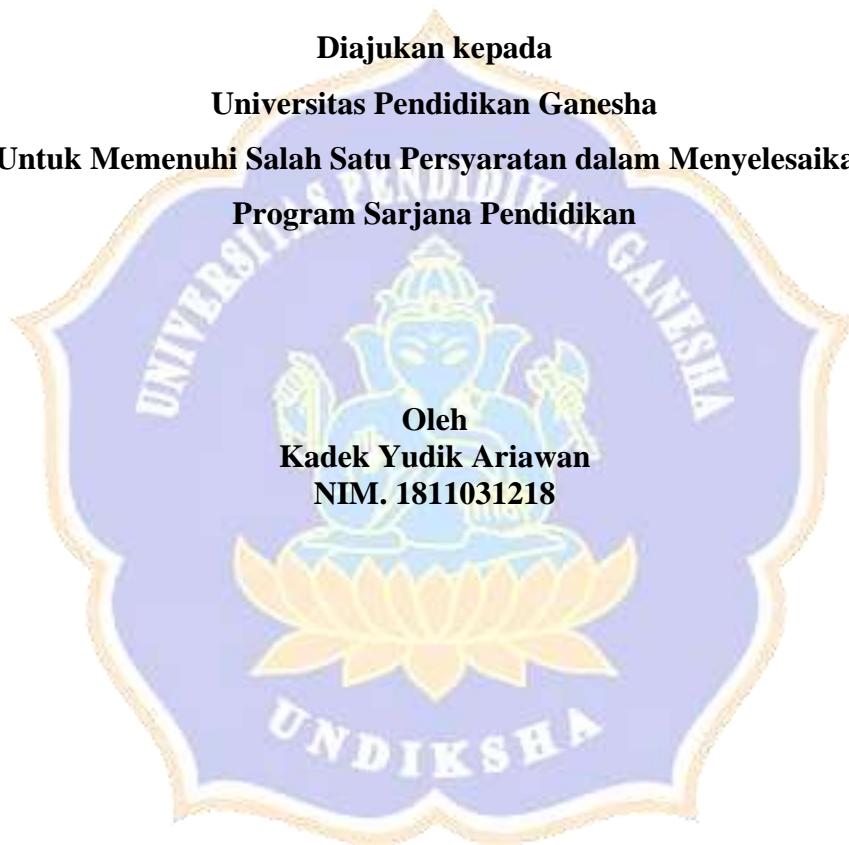 Diajukan kepada
Universitas Pendidikan Ganesha
Untuk Memenuhi Salah Satu Persyaratan dalam Menyelesaika
Program Sarjana Pendidikan
UNIVERSITAS PENDIDIKAN GANESHA
Oleh
Kadek Yudik Ariawan
NIM. 1811031218
UNDIKSHA